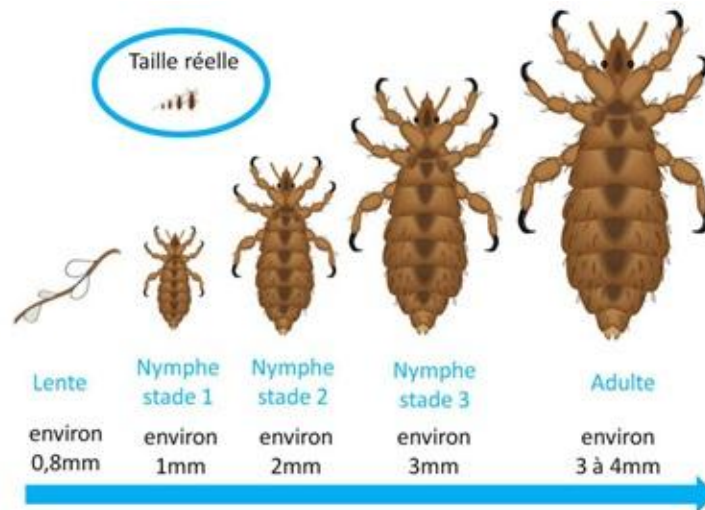 Taille réelle
Lente
Nymphe
stade 1
Nymphe
stade 2
Nymphe
stade 3
Adulte
environ
0,8mm
environ
1mm
environ
2mm
environ
3mm
environ
3 à 4mm